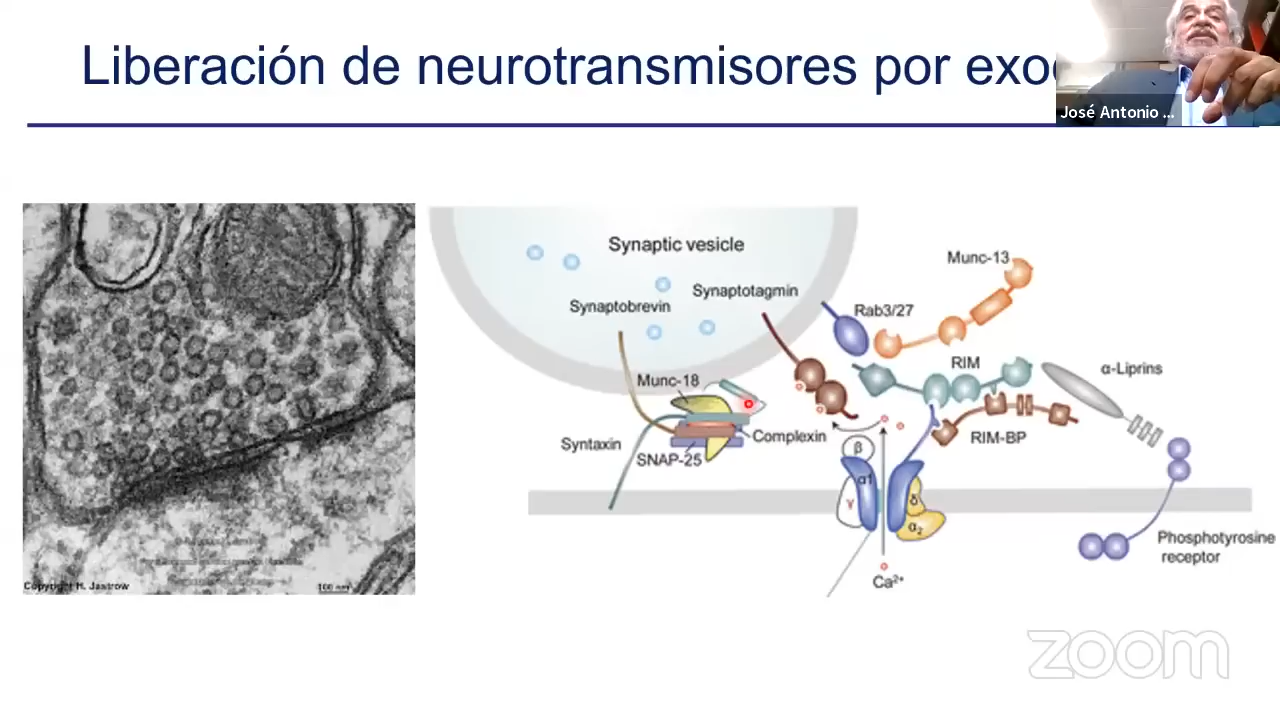 Liberación de neurotransmisores por exoc
José Antonio ...
Synaptic vesicle
Munc-13
Synaptobrevin
Synaptotagmin
Rab3/27
RIM
α-Liprins
Munc-18
Syntaxin
SNAP-25
Complexin
RIM-BP
β
α1
γ
δ
α2
Phosphotyrosine
receptor
Ca²⁺
Copyright H. Jastrow
100 nm
zoom